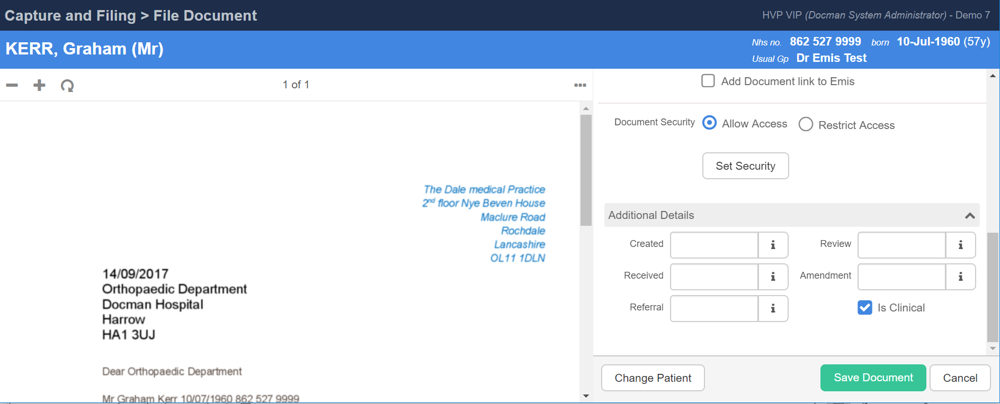 Capture and Filing > File Document
HVP VIP (Docman System Administrator) - Demo 7
KERR, Graham (Mr)
Nhs no. 862 527 9999 born 10-Jul-1960 (57y)
Usual Gp Dr Emis Test
1 of 1
The Dale medical Practice
2nd floor Nye Beven House
Maclure Road
Rochdale
Lancashire
OL11 1DLN
14/09/2017
Orthopaedic Department
Docman Hospital
Harrow
HA1 3UJ
Dear Orthopaedic Department
Mr Graham Kerr 10/07/1960 862 527 9999
Add Document link to Emis
Document Security Allow Access Restrict Access
Set Security
Additional Details
Created Review
Received Amendment
Referral Is Clinical
Change Patient Save Document Cancel